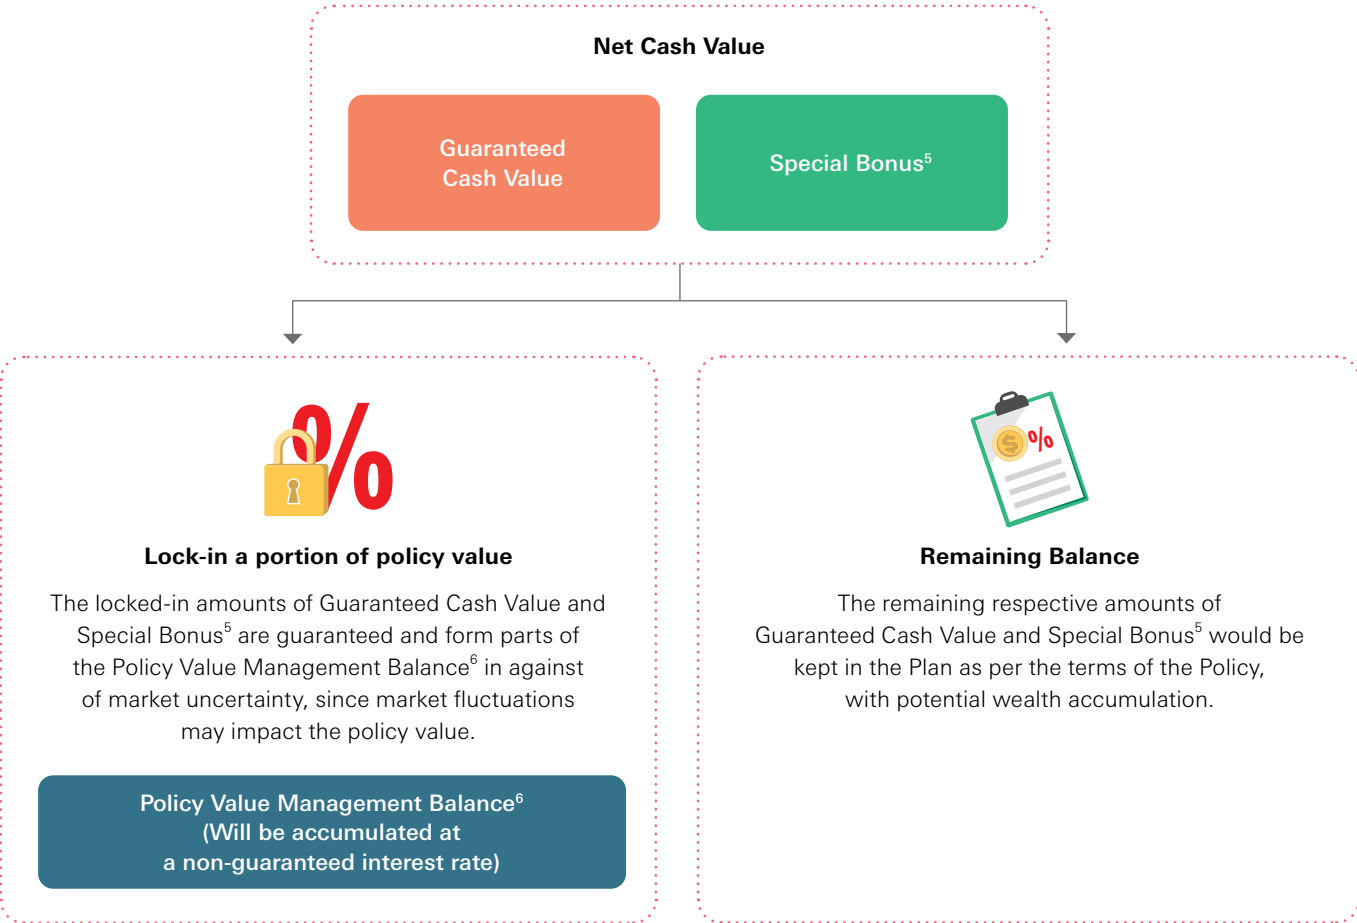 Net Cash Value
Guaranteed
Cash Value
Special Bonus⁵
%
Lock-in a portion of policy value
The locked-in amounts of Guaranteed Cash Value and
Special Bonus⁵ are guaranteed and form parts of
the Policy Value Management Balance⁶ in against
of market uncertainty, since market fluctuations
may impact the policy value.
Policy Value Management Balance⁶
(Will be accumulated at
a non-guaranteed interest rate)
$ %
Remaining Balance
The remaining respective amounts of
Guaranteed Cash Value and Special Bonus⁵ would be
kept in the Plan as per the terms of the Policy,
with potential wealth accumulation.